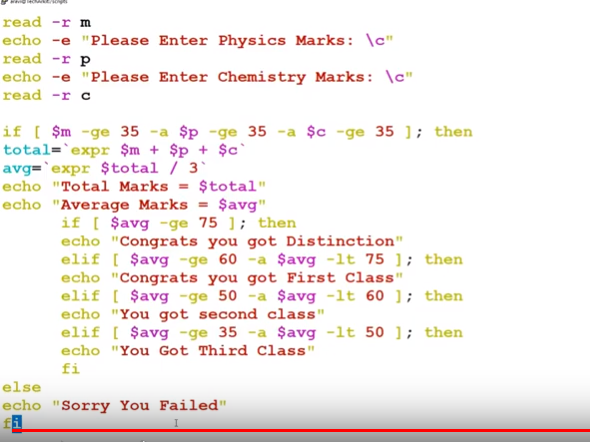 read -r m
echo -e "Please Enter Physics Marks: \c"
read -r p
echo -e "Please Enter Chemistry Marks: \c"
read -r c

if [ $m -ge 35 -a $p -ge 35 -a $c -ge 35 ]; then
total=`expr $m + $p + $c`
avg=`expr $total / 3`
echo "Total Marks = $total"
echo "Average Marks = $avg"
      if [ $avg -ge 75 ]; then
      echo "Congrats you got Distinction"
      elif [ $avg -ge 60 -a $avg -lt 75 ]; then
      echo "Congrats you got First Class"
      elif [ $avg -ge 50 -a $avg -lt 60 ]; then
      echo "You got second class"
      elif [ $avg -ge 35 -a $avg -lt 50 ]; then
      echo "You Got Third Class"
      fi
else
echo "Sorry You Failed"
fi